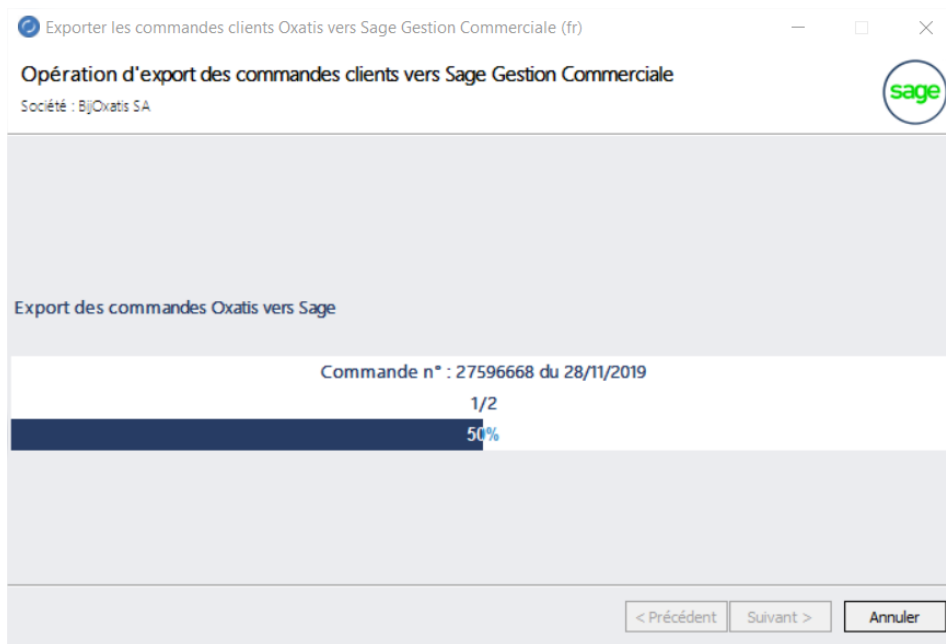 Exporter les commandes clients Oxatis vers Sage Gestion Commerciale (fr)
Opération d'export des commandes clients vers Sage Gestion Commerciale
Société : BijOxatis SA
sage
Export des commandes Oxatis vers Sage
Commande n° : 27596668 du 28/11/2019
1/2
50%
< Précédent
Suivant >
Annuler